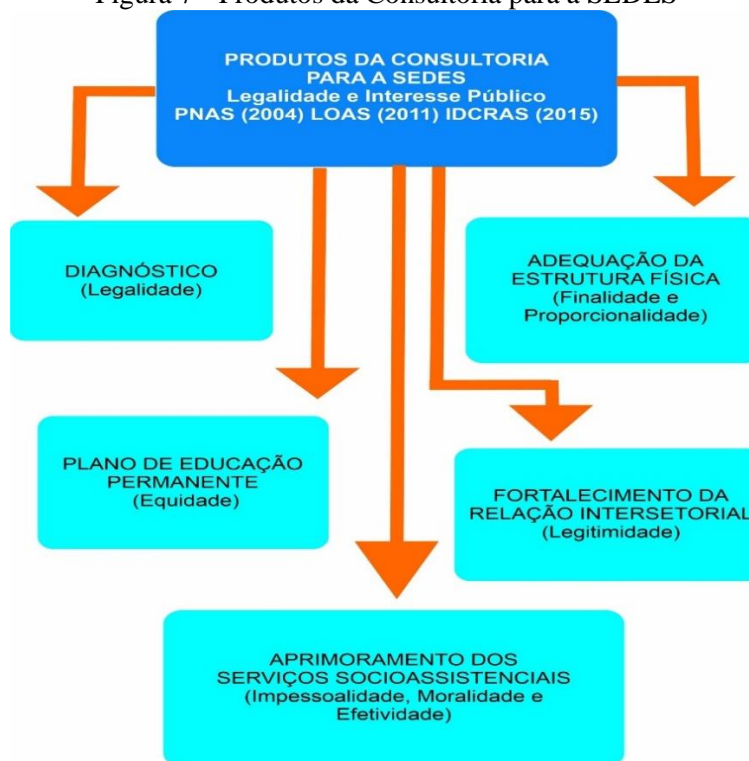 Figura 7 - Produtos da Consultoria para a SEDES
PRODUTOS DA CONSULTORIA
PARA A SEDES
Legalidade e Interesse Público
PNAS (2004) LOAS (2011) IDCRAS (2015)
DIAGNÓSTICO
(Legalidade)
ADEQUAÇÃO DA
ESTRUTURA FÍSICA
(Finalidade e
Proporcionalidade)
PLANO DE EDUCAÇÃO
PERMANENTE
(Equidade)
FORTALECIMENTO DA
RELAÇÃO INTERSETORIAL
(Legitimidade)
APRIMORAMENTO DOS
SERVIÇOS SOCIOASSISTENCIAIS
(Impessoalidade, Moralidade e
Efetividade)